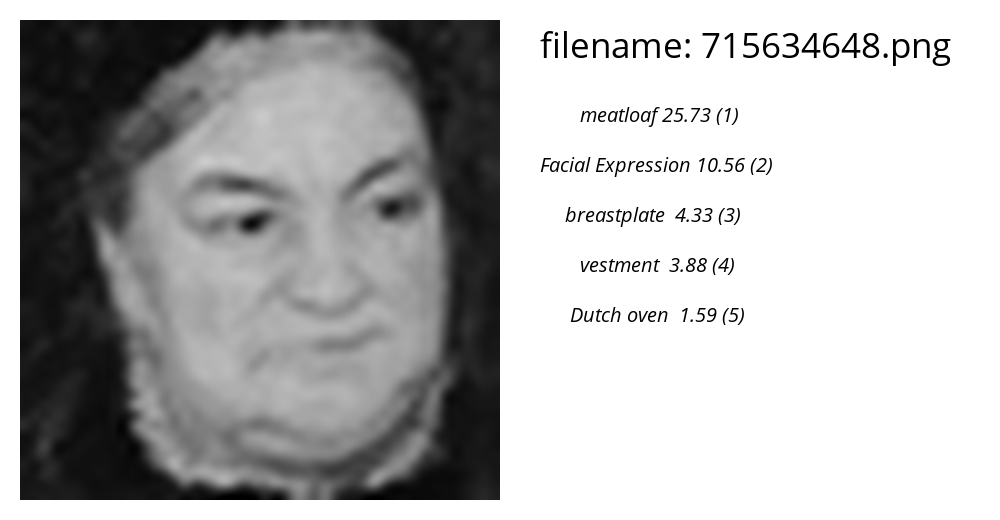 filename: 715634648.png
meatloaf 25.73 (1)
Facial Expression 10.56 (2)
breastplate 4.33 (3)
vestment 3.88 (4)
Dutch oven 1.59 (5)